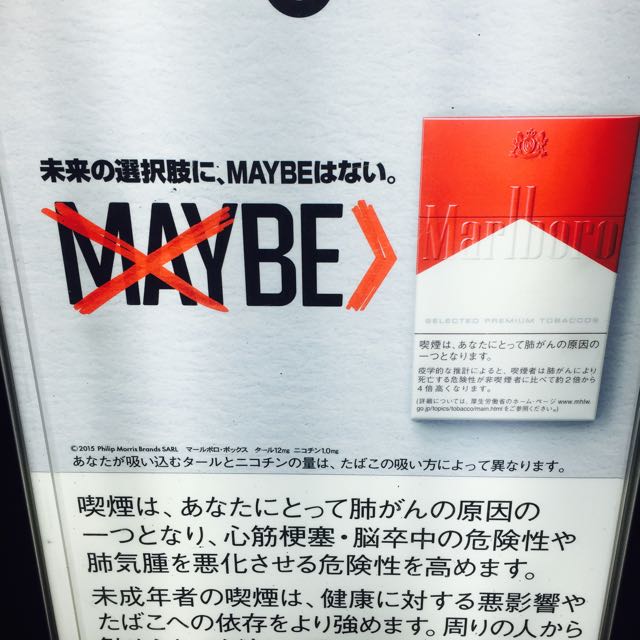 未来の選択肢に、MAYBEはない。
MAYBE
Marlboro
SELECTED PREMIUM TOBACCOS
喫煙は、あなたにとって肺がんの原因の
一つとなります。
疫学的な推計によると、喫煙者は肺がんにより
死亡する危険性が非喫煙者に比べて約2倍から
4倍高くなります。
(詳細については、厚生労働省のホーム・ページ www.mhlw.
go.jp/topics/tobacco/main.htmlをご参照ください。)
©2015 Philip Morris Brands SARL マールボロ・ボックス タール12mg ニコチン1.0mg
あなたが吸い込むタールとニコチンの量は、たばこの吸い方によって異なります。
喫煙は、あなたにとって肺がんの原因の
一つとなり、心筋梗塞・脳卒中の危険性や
肺気腫を悪化させる危険性を高めます。
未成年者の喫煙は、健康に対する悪影響や
たばこへの依存をより強めます。周りの人から